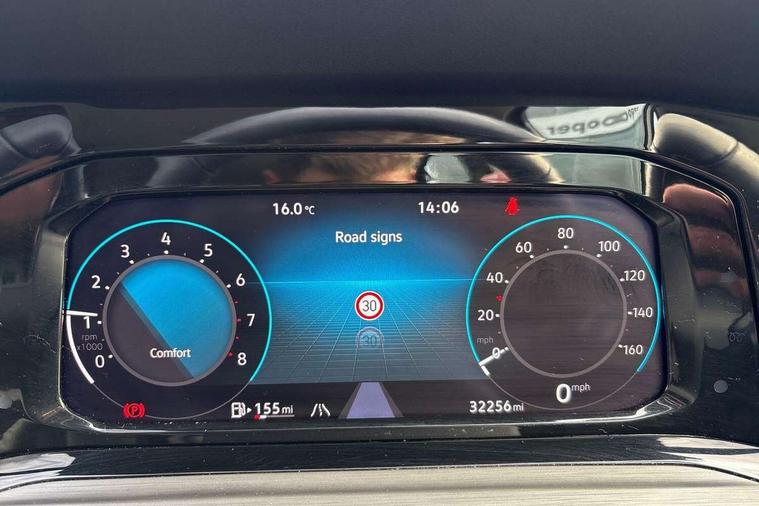 16.0 °C
14:06
Road signs
0 1 2 3 4 5 6 7 8
rpm
x1000
Comfort
30
30
0 20 40 60 80 100 120 140 160
mph
0 mph
P
155 mi
32256 mi
ooper